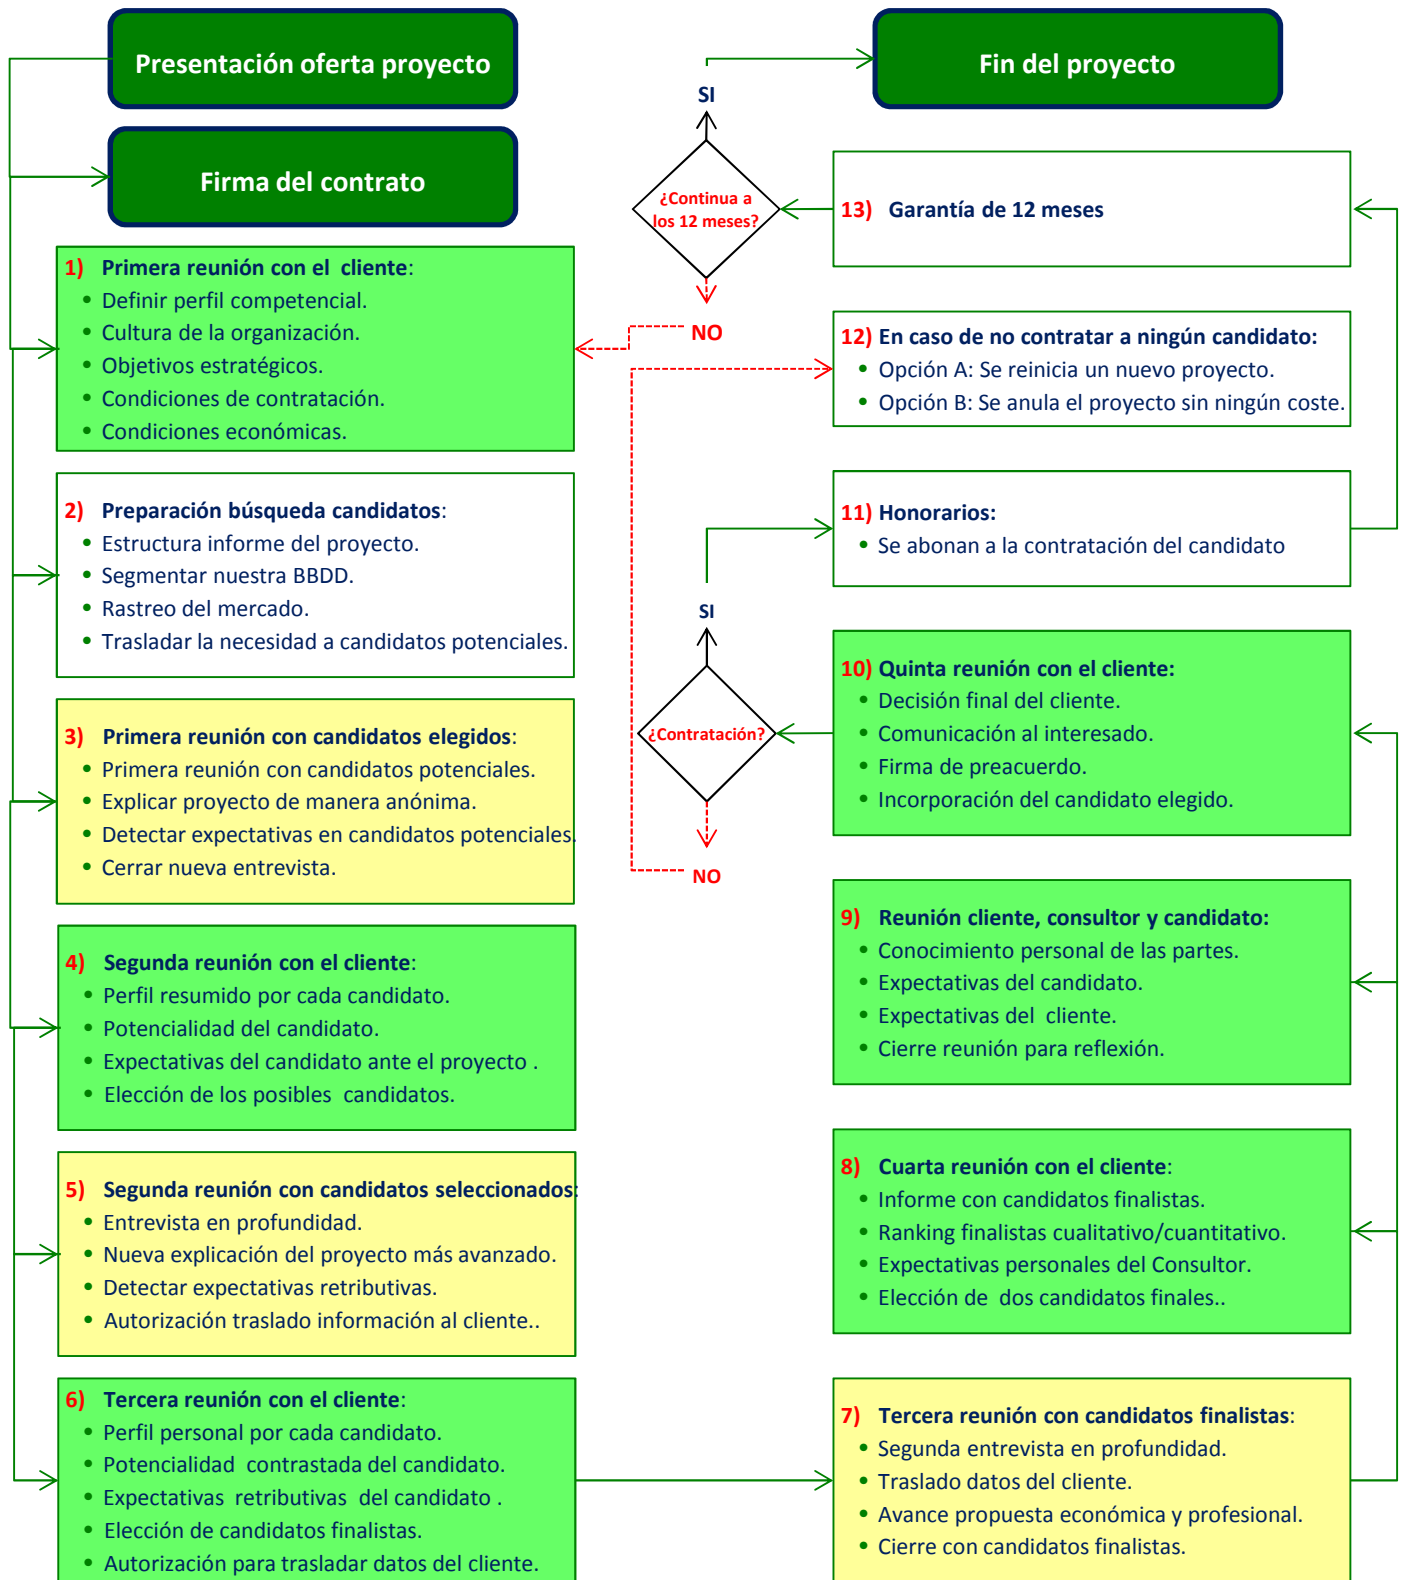 Presentación oferta proyecto
Firma del contrato
1) Primera reunión con el cliente:
• Definir perfil competencial.
• Cultura de la organización.
• Objetivos estratégicos.
• Condiciones de contratación.
• Condiciones económicas.
2) Preparación búsqueda candidatos:
• Estructura informe del proyecto.
• Segmentar nuestra BBDD.
• Rastreo del mercado.
• Trasladar la necesidad a candidatos potenciales.
3) Primera reunión con candidatos elegidos:
• Primera reunión con candidatos potenciales.
• Explicar proyecto de manera anónima.
• Detectar expectativas en candidatos potenciales.
• Cerrar nueva entrevista.
4) Segunda reunión con el cliente:
• Perfil resumido por cada candidato.
• Potencialidad del candidato.
• Expectativas del candidato ante el proyecto .
• Elección de los posibles candidatos.
5) Segunda reunión con candidatos seleccionados:
• Entrevista en profundidad.
• Nueva explicación del proyecto más avanzado.
• Detectar expectativas retributivas.
• Autorización traslado información al cliente..
6) Tercera reunión con el cliente:
• Perfil personal por cada candidato.
• Potencialidad contrastada del candidato.
• Expectativas retributivas del candidato .
• Elección de candidatos finalistas.
• Autorización para trasladar datos del cliente.
7) Tercera reunión con candidatos finalistas:
• Segunda entrevista en profundidad.
• Traslado datos del cliente.
• Avance propuesta económica y profesional.
• Cierre con candidatos finalistas.
8) Cuarta reunión con el cliente:
• Informe con candidatos finalistas.
• Ranking finalistas cualitativo/cuantitativo.
• Expectativas personales del Consultor.
• Elección de dos candidatos finales..
9) Reunión cliente, consultor y candidato:
• Conocimiento personal de las partes.
• Expectativas del candidato.
• Expectativas del cliente.
• Cierre reunión para reflexión.
10) Quinta reunión con el cliente:
• Decisión final del cliente.
• Comunicación al interesado.
• Firma de preacuerdo.
• Incorporación del candidato elegido.
¿Contratación?
SI
NO
11) Honorarios:
• Se abonan a la contratación del candidato
12) En caso de no contratar a ningún candidato:
• Opción A: Se reinicia un nuevo proyecto.
• Opción B: Se anula el proyecto sin ningún coste.
13) Garantía de 12 meses
¿Continua a
los 12 meses?
SI
NO
Fin del proyecto